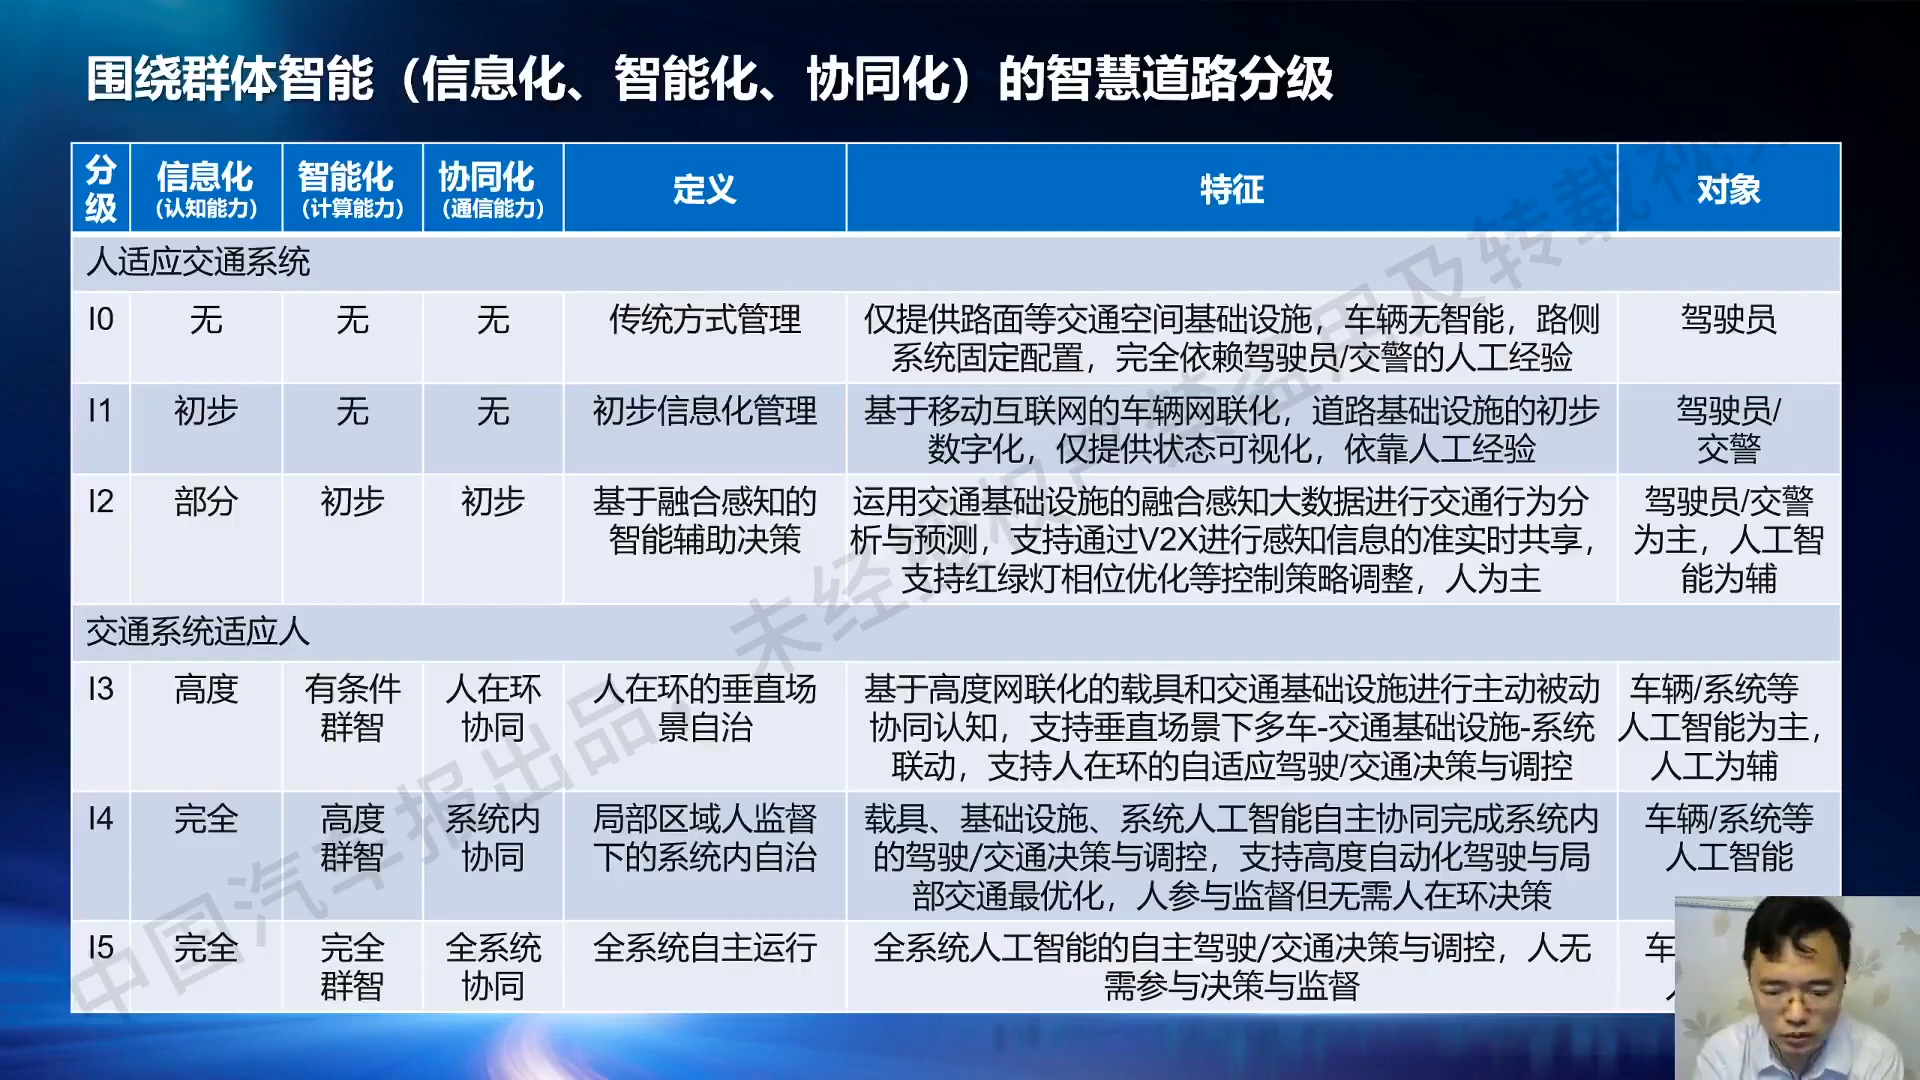 围绕群体智能（信息化、智能化、协同化）的智慧道路分级
分级
信息化
（认知能力）
智能化
（计算能力）
协同化
（通信能力）
定义
特征
对象
人适应交通系统
I0
无
无
无
传统方式管理
仅提供路面等交通空间基础设施，车辆无智能，路侧
系统固定配置，完全依赖驾驶员/交警的人工经验
驾驶员
I1
初步
无
无
初步信息化管理
基于移动互联网的车辆网联化，道路基础设施的初步
数字化，仅提供状态可视化，依靠人工经验
驾驶员/
交警
I2
部分
初步
初步
基于融合感知的
智能辅助决策
运用交通基础设施的融合感知大数据进行交通行为分
析与预测，支持通过V2X进行感知信息的准实时共享，
支持红绿灯相位优化等控制策略调整，人为主
驾驶员/交警
为主，人工智
能为辅
交通系统适应人
I3
高度
有条件
群智
人在环
协同
人在环的垂直场
景自治
基于高度网联化的载具和交通基础设施进行主动被动
协同认知，支持垂直场景下多车-交通基础设施-系统
联动，支持人在环的自适应驾驶/交通决策与调控
车辆/系统等
人工智能为主，
人工为辅
I4
完全
高度
群智
系统内
协同
局部区域人监督
下的系统内自治
载具、基础设施、系统人工智能自主协同完成系统内
的驾驶/交通决策与调控，支持高度自动化驾驶与局
部交通最优化，人参与监督但无需人在环决策
车辆/系统等
人工智能
I5
完全
完全
群智
全系统
协同
全系统自主运行
全系统人工智能的自主驾驶/交通决策与调控，人无
需参与决策与监督
车
中国汽车报出品，未经授权严禁盗用及转载视